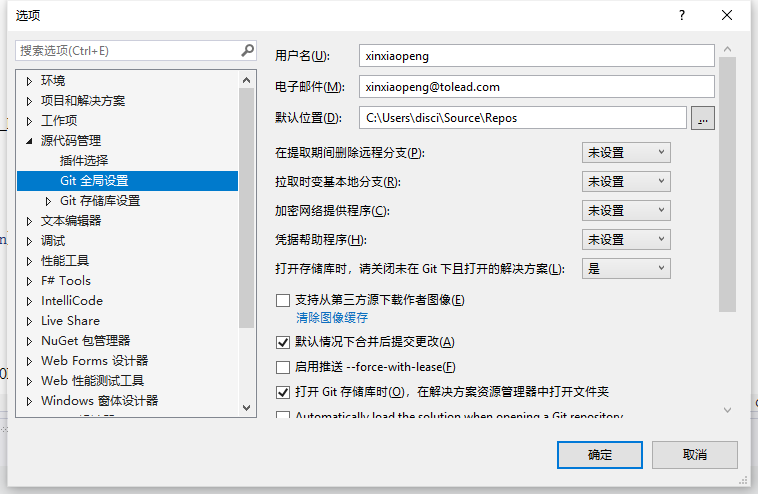 选项
搜索选项(Ctrl+E)
环境
项目和解决方案
工作项
源代码管理
插件选择
Git 全局设置
Git 存储库设置
文本编辑器
调试
性能工具
F# Tools
IntelliCode
Live Share
NuGet 包管理器
Web Forms 设计器
Web 性能测试工具
Windows 窗体设计器
用户名(U): xinxiaopeng
电子邮件(M): xinxiaopeng@tolead.com
默认位置(D): C:\Users\disci\Source\Repos ...
在提取期间删除远程分支(P): 未设置
拉取时变基本地分支(R): 未设置
加密网络提供程序(C): 未设置
凭据帮助程序(H): 未设置
打开存储库时，请关闭未在 Git 下且打开的解决方案(L): 是
支持从第三方源下载作者图像(E)
清除图像缓存
默认情况下合并后提交更改(A)
启用推送 --force-with-lease(F)
打开 Git 存储库时(O)，在解决方案资源管理器中打开文件夹
Automatically load the solution when opening a Git repository
确定 取消